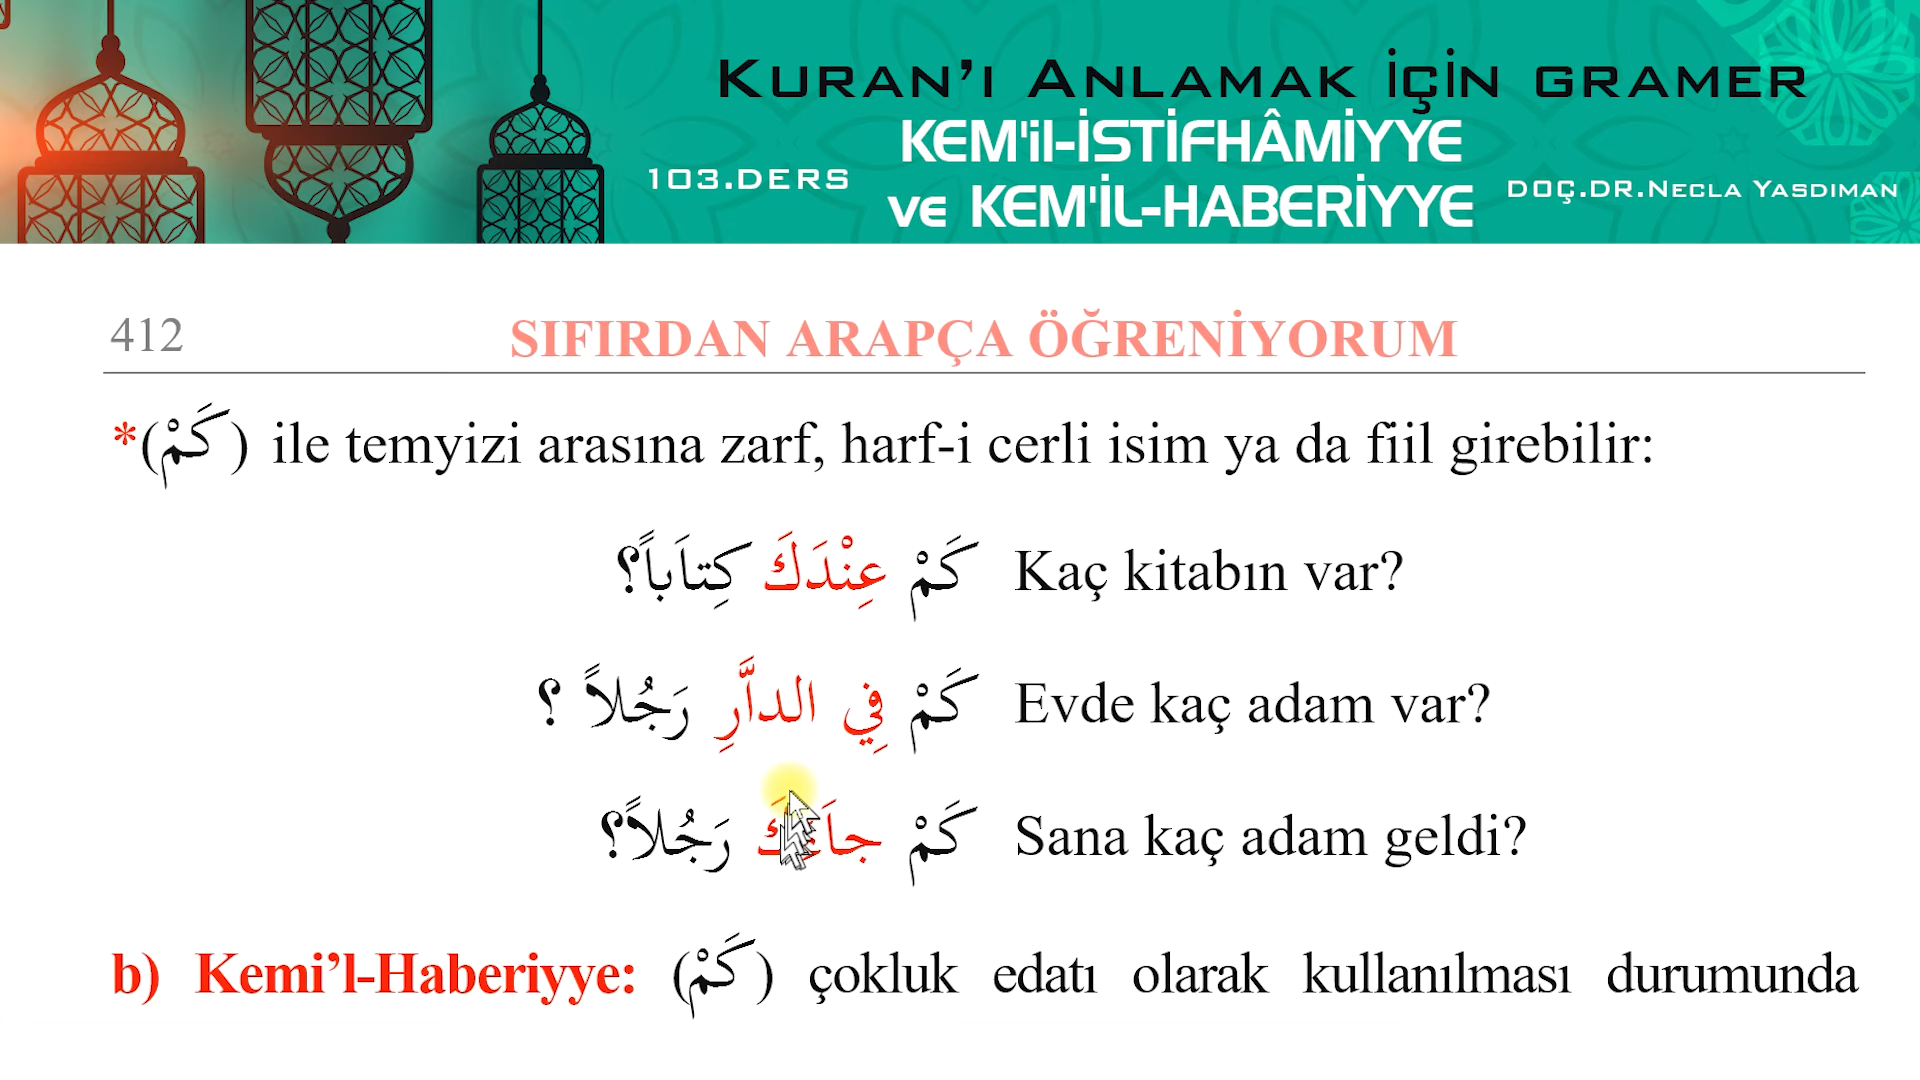 KURAN'I ANLAMAK İÇİN GRAMER
KEM'il-İSTİFHÂMİYYE
103.DERS
ve KEM'İL-HABERİYYE
DOÇ.DR.NECLA YASDIMAN
412 SIFIRDAN ARAPÇA ÖĞRENİYORUM
*(كَمْ) ile temyizi arasına zarf, harf-i cerli isim ya da fiil girebilir:
كَمْ عِنْدَكَ كِتَاباً؟ Kaç kitabın var?
كَمْ فِي الدَّارِ رَجُلاً ؟ Evde kaç adam var?
كَمْ رَجُلاً؟ Sana kaç adam geldi?
b) Kemi’l-Haberiyye: (كَمْ) çokluk edatı olarak kullanılması durumunda